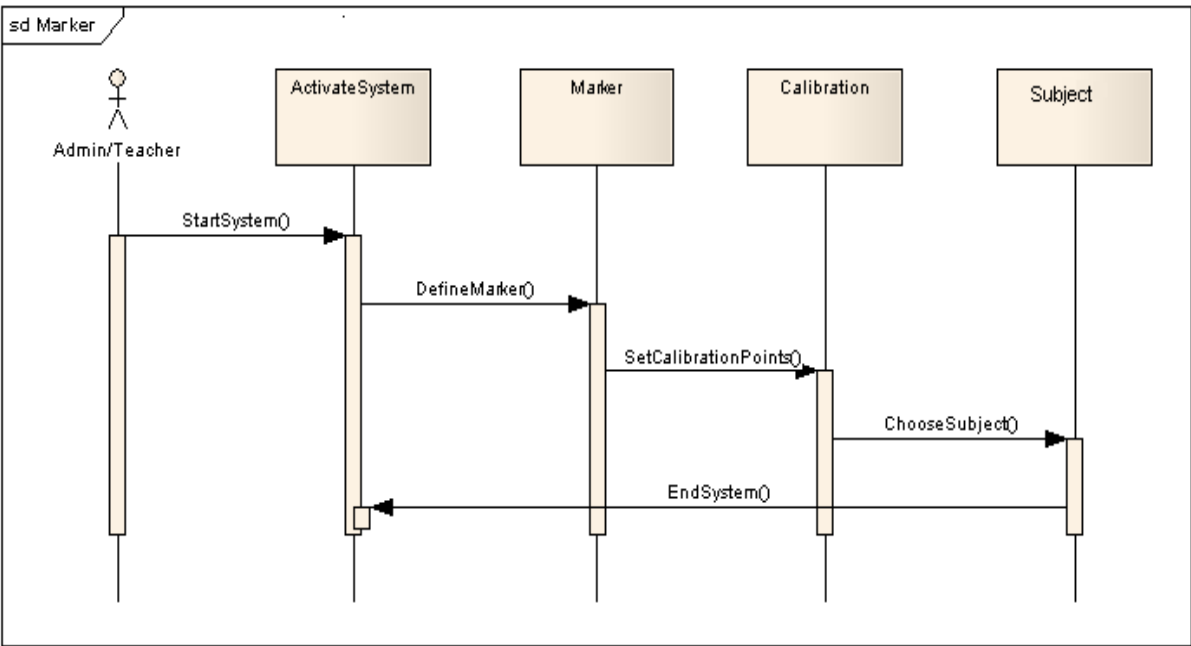 sd Marker
ActivateSystem
Marker
Calibration
Subject
Admin/Teacher
StartSystem()
DefineMarker()
SetCalibrationPoints()
ChooseSubject()
EndSystem()